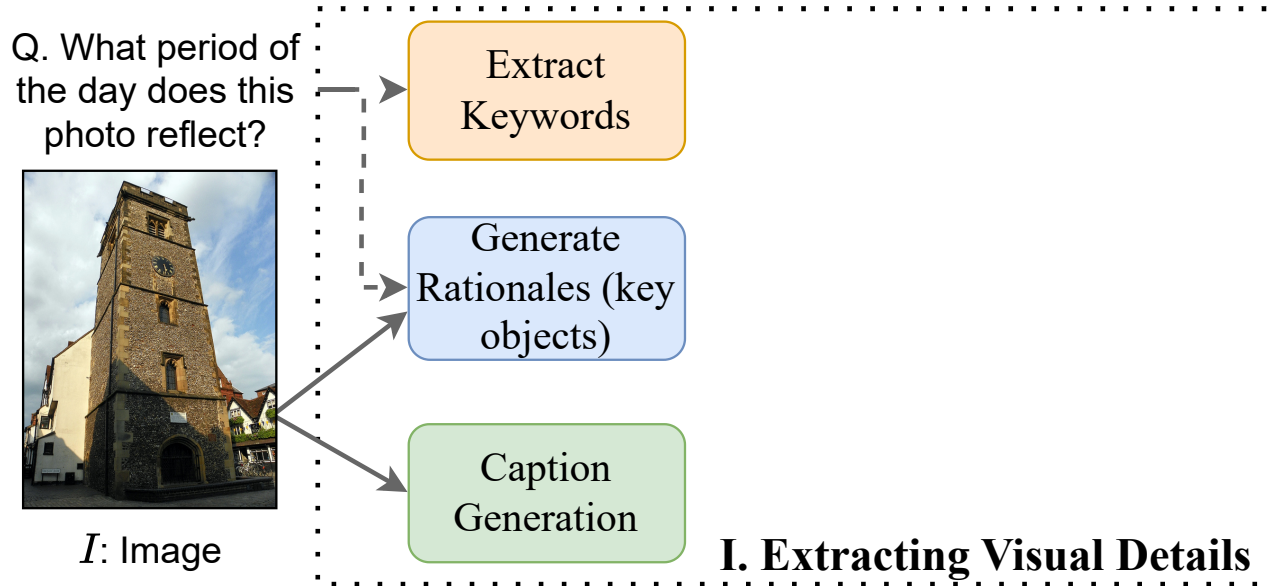 Q. What period of
the day does this
photo reflect?
I: Image
Extract
Keywords
Generate
Rationales (key
objects)
Caption
Generation
I. Extracting Visual Details